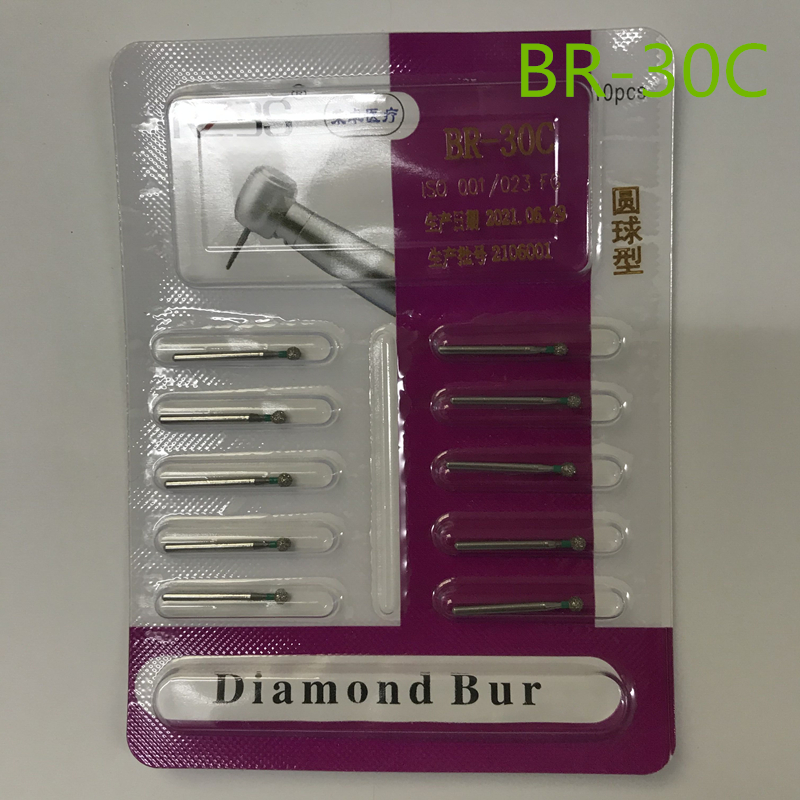 BR-30C
10pcs
BR-30C
ISO 001/023 FG
生产日期 2021.06.29
生产批号 2106001
圆球型
Diamond Bur